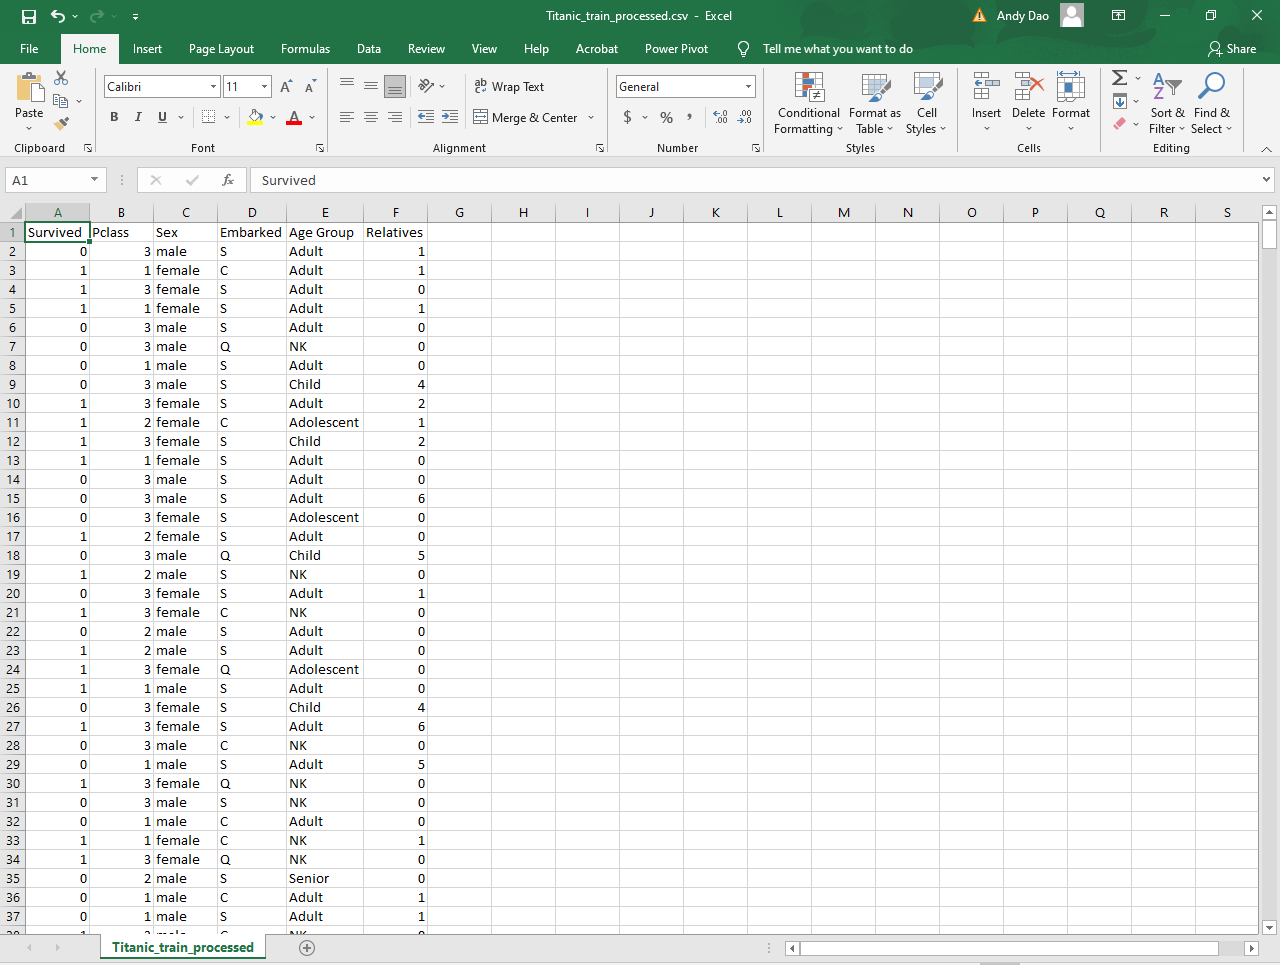 Titanic_train_processed.csv - Excel
Andy Dao
File Home Insert Page Layout Formulas Data Review View Help Acrobat Power Pivot Tell me what you want to do Share
Paste
Calibri 11
B I U A
Wrap Text
Merge & Center
General
$ % ,
Conditional Formatting
Format as Table
Cell Styles
Insert Delete Format
Sort & Filter
Find & Select
Clipboard Font Alignment Number Styles Cells Editing
A1 fx Survived
A B C D E F G H I J K L M N O P Q R S
1 Survived Pclass Sex Embarked Age Group Relatives
2 0 3 male S Adult 1
3 1 1 female C Adult 1
4 1 3 female S Adult 0
5 1 1 female S Adult 1
6 0 3 male S Adult 0
7 0 3 male Q NK 0
8 0 1 male S Adult 0
9 0 3 male S Child 4
10 1 3 female S Adult 2
11 1 2 female C Adolescent 1
12 1 3 female S Child 2
13 1 1 female S Adult 0
14 0 3 male S Adult 0
15 0 3 male S Adult 6
16 0 3 female S Adolescent 0
17 1 2 female S Adult 0
18 0 3 male Q Child 5
19 1 2 male S NK 0
20 0 3 female S Adult 1
21 1 3 female C NK 0
22 0 2 male S Adult 0
23 1 2 male S Adult 0
24 1 3 female Q Adolescent 0
25 1 1 male S Adult 0
26 0 3 female S Child 4
27 1 3 female S Adult 6
28 0 3 male C NK 0
29 0 1 male S Adult 5
30 1 3 female Q NK 0
31 0 3 male S NK 0
32 0 1 male C Adult 0
33 1 1 female C NK 1
34 1 3 female Q NK 0
35 0 2 male S Senior 0
36 0 1 male C Adult 1
37 0 1 male S Adult 1
Titanic_train_processed